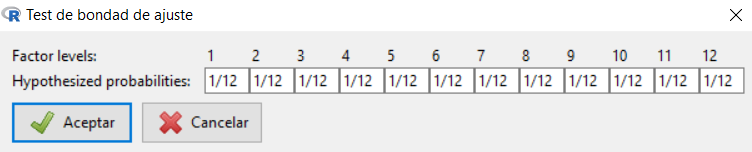 Test de bondad de ajuste
Factor levels: 1 2 3 4 5 6 7 8 9 10 11 12
Hypothesized probabilities: 1/12 1/12 1/12 1/12 1/12 1/12 1/12 1/12 1/12 1/12 1/12 1/12
Aceptar Cancelar